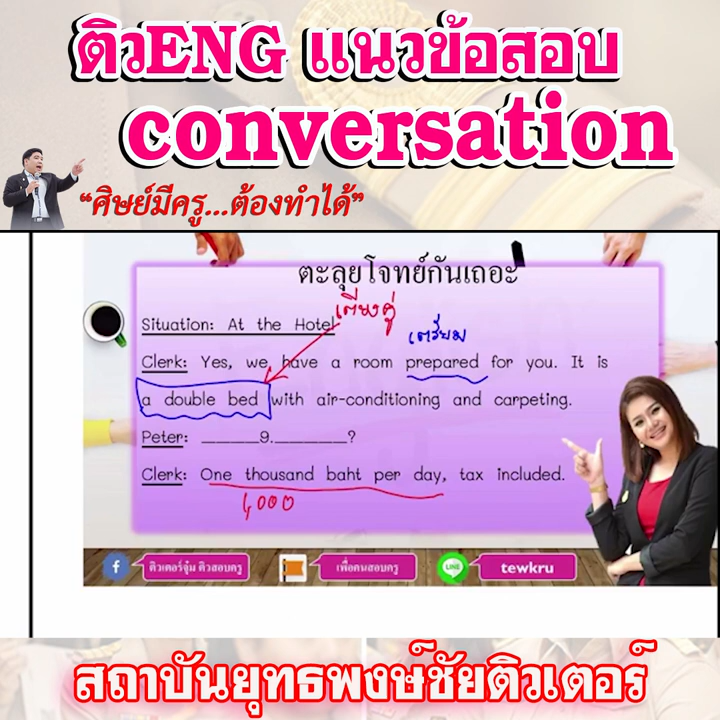 ติวENG แนวข้อสอบ
conversation
“ศิษย์มีครู...ต้องทำได้”
ตะลุยโจทย์กันเถอะ
เตียงคู่
Situation: At the Hotel
เตรียม
Clerk: Yes, we have a room prepared for you. It is
a double bed with air-conditioning and carpeting.
Peter: ______9.________?
Clerk: One thousand baht per day, tax included.
1,000
ติวเตอร์จุ๋ม ติวสอบครู
เพื่อคนสอบครู
LINE
tewkru
สถาบันยุทธพงษ์ชัยติวเตอร์